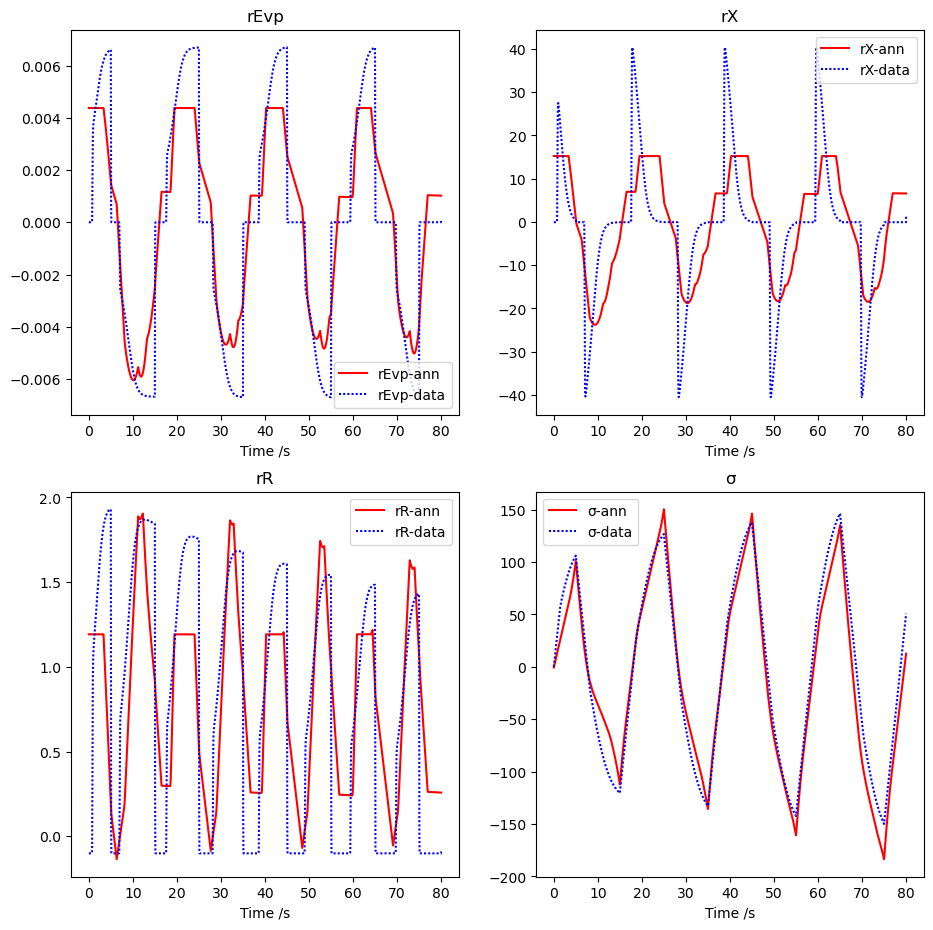 rEvp
0.006
0.004
0.002
0.000
−0.002
−0.004
−0.006
rEvp-ann
rEvp-data
0 10 20 30 40 50 60 70 80
Time /s
rX
40
30
20
10
0
−10
−20
−30
−40
rX-ann
rX-data
0 10 20 30 40 50 60 70 80
Time /s
rR
2.0
1.5
1.0
0.5
0.0
rR-ann
rR-data
0 10 20 30 40 50 60 70 80
Time /s
σ
150
100
50
0
−50
−100
−150
−200
σ-ann
σ-data
0 10 20 30 40 50 60 70 80
Time /s